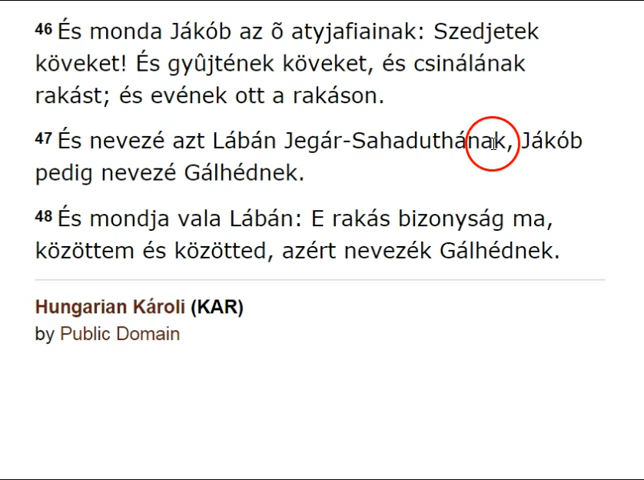 46 És monda Jákób az õ atyjafiainak: Szedjetek
köveket! És gyûjtének köveket, és csinálának
rakást; és evének ott a rakáson.
47 És nevezé azt Lábán Jegár-Sahaduthának, Jákób
pedig nevezé Gálhédnek.
48 És mondja vala Lábán: E rakás bizonyság ma,
közöttem és közötted, azért nevezék Gálhédnek.
Hungarian Károli (KAR)
by Public Domain